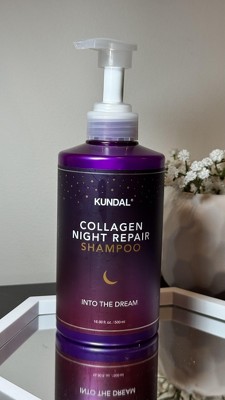 KUNDAL®
COLLAGEN
NIGHT REPAIR
SHAMPOO
INTO THE DREAM